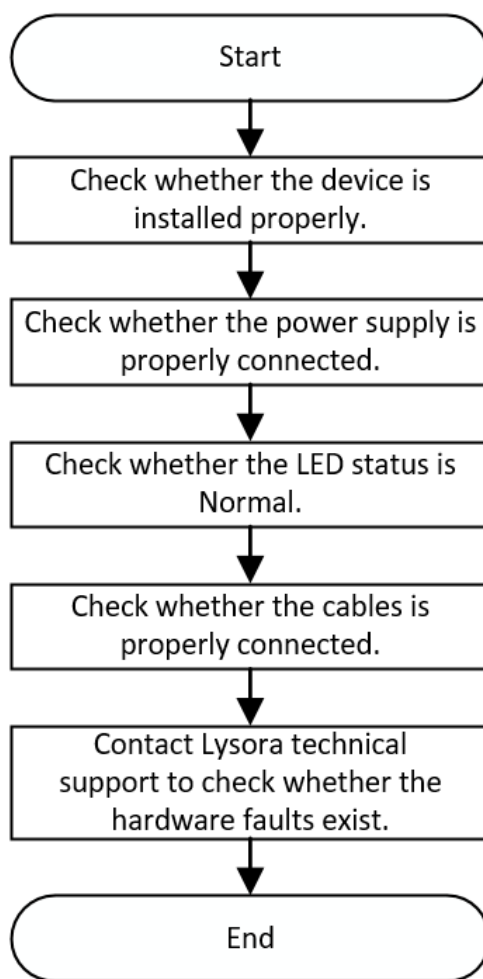 Start
Check whether the device is
installed properly.
Check whether the power supply is
properly connected.
Check whether the LED status is
Normal.
Check whether the cables is
properly connected.
Contact Lysora technical
support to check whether the
hardware faults exist.
End